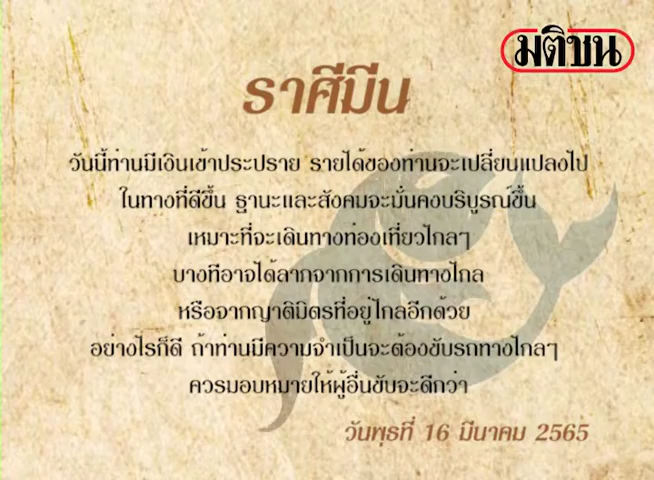 มติชน
ราศีมีน
วันนี้ท่านมีเงินเข้าประปราย รายได้ของท่านจะเปลี่ยนแปลงไป
ในทางที่ดีขึ้น ฐานะและสังคมจะมั่นคงบริบูรณ์ขึ้น
เหมาะที่จะเดินทางท่องเที่ยวไกลๆ
บางทีอาจได้ลากจากการเดินทางไกล
หรือจากญาติมิตรที่อยู่ไกลอีกด้วย
อย่างไรก็ดี ถ้าท่านมีความจำเป็นจะต้องขับรถทางไกลๆ
ควรมอบหมายให้ผู้อื่นขับจะดีกว่า
วันพุธที่ 16 มีนาคม 2565